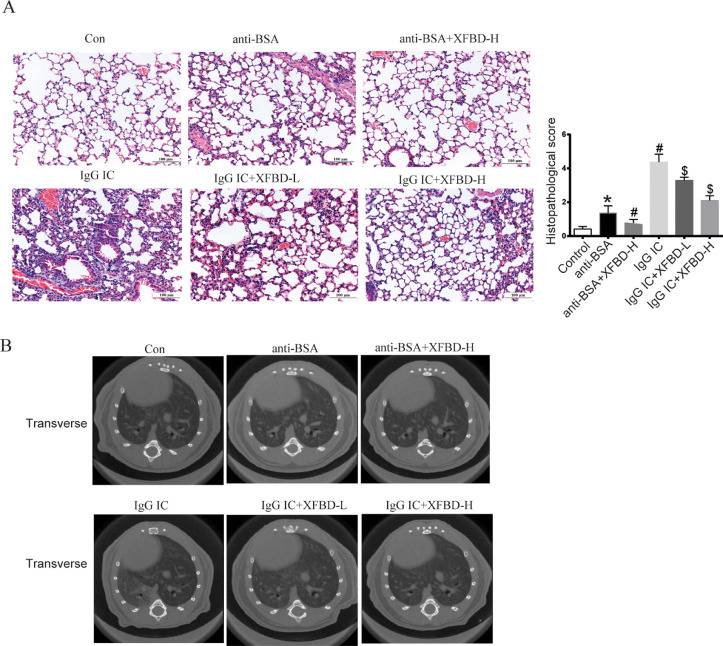 A
Con
anti-BSA
anti-BSA+XFBD-H
100 μm
100 μm
100 μm
IgG IC
IgG IC+XFBD-L
IgG IC+XFBD-H
100 μm
100 μm
100 μm
Histopathological score
6
4
2
0
*
#
#
$
$
Control
anti-BSA
anti-BSA+XFBD-H
IgG IC
IgG IC+XFBD-L
IgG IC+XFBD-H
B
Con
anti-BSA
anti-BSA+XFBD-H
Transverse
IgG IC
IgG IC+XFBD-L
IgG IC+XFBD-H
Transverse